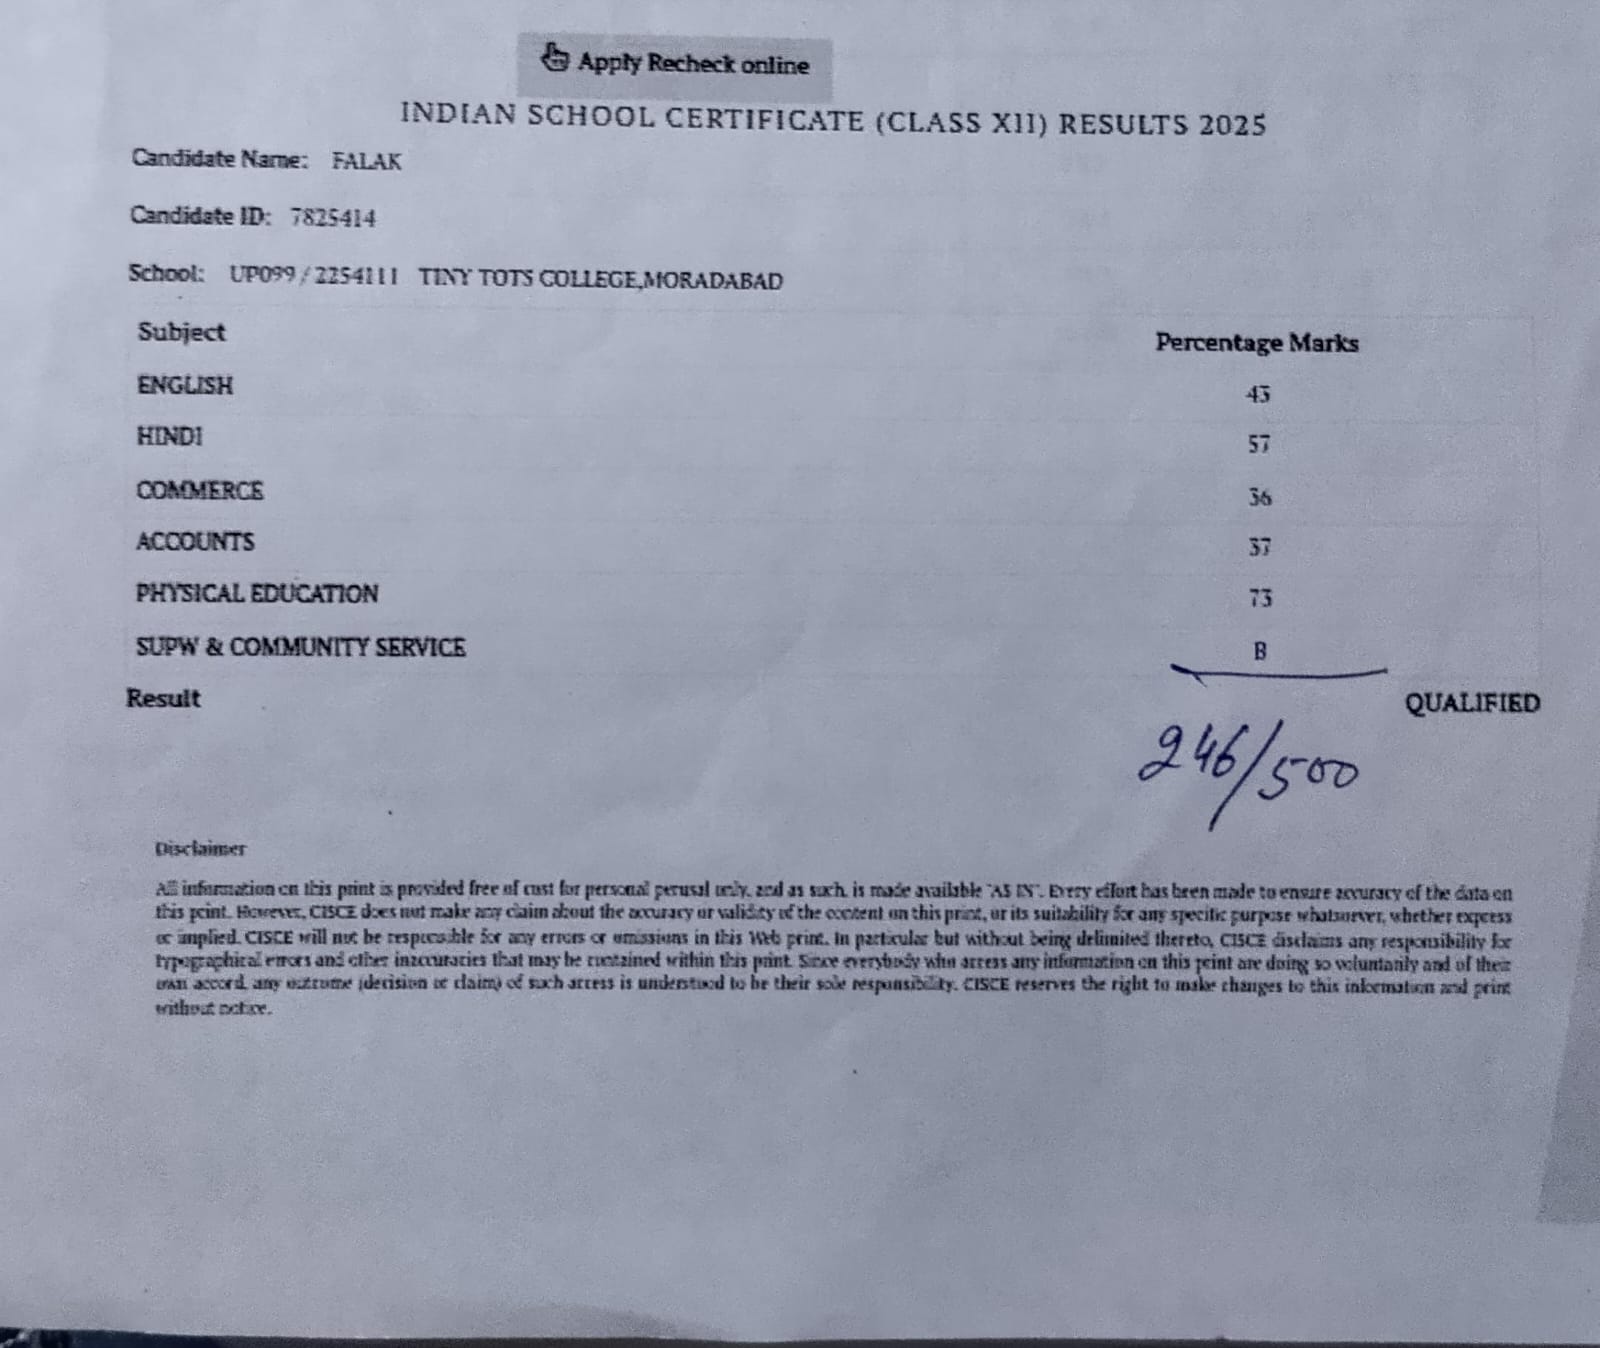 Apply Recheck online
INDIAN SCHOOL CERTIFICATE (CLASS XII) RESULTS 2025
Candidate Name: FALAK
Candidate ID: 7825414
School: UP099 / 2254111 TINY TOTS COLLEGE,MORADABAD
Subject Percentage Marks
ENGLISH 43
HINDI 57
COMMERCE 36
ACCOUNTS 37
PHYSICAL EDUCATION 73
SUPW & COMMUNITY SERVICE B
Result QUALIFIED
246/500
Disclaimer
All information on this print is provided free of cost for personal perusal only, and as such, is made available "AS IS". Every effort has been made to ensure accuracy of the data on
this print. However, CISCE does not make any claim about the accuracy or validity of the content on this print, or its suitability for any specific purpose whatsoever, whether express
or implied. CISCE will not be responsible for any errors or omissions in this Web print. In particular but without being delimited thereto, CISCE disclaims any responsibility for
typographical errors and other inaccuracies that may be contained within this print. Since everybody who access any information on this print are doing so voluntarily and of their
own accord, any outcome (decision or claim) of such access is understood to be their sole responsibility. CISCE reserves the right to make changes to this information and print
without notice.